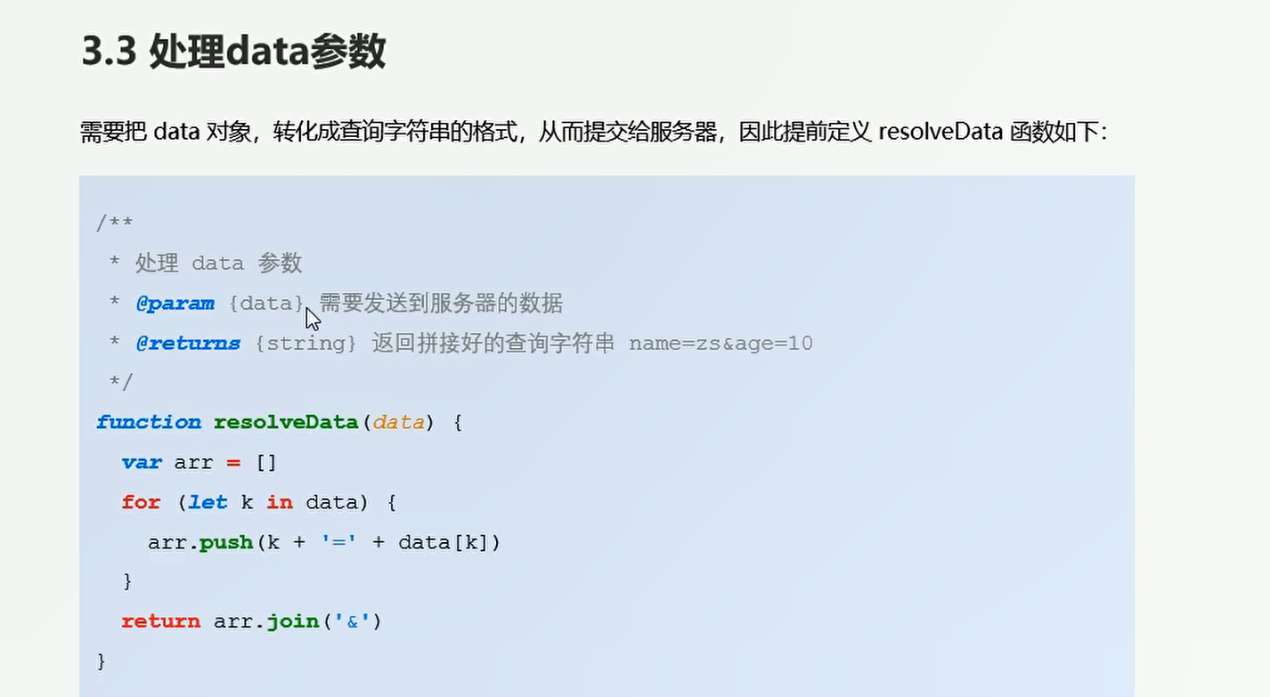 3.3 处理data参数
需要把 data 对象，转化成查询字符串的格式，从而提交给服务器，因此提前定义 resolveData 函数如下：
/**
 * 处理 data 参数
 * @param {data} 需要发送到服务器的数据
 * @returns {string} 返回拼接好的查询字符串 name=zs&age=10
 */
function resolveData(data) {
  var arr = []
  for (let k in data) {
    arr.push(k + '=' + data[k])
  }
  return arr.join('&')
}